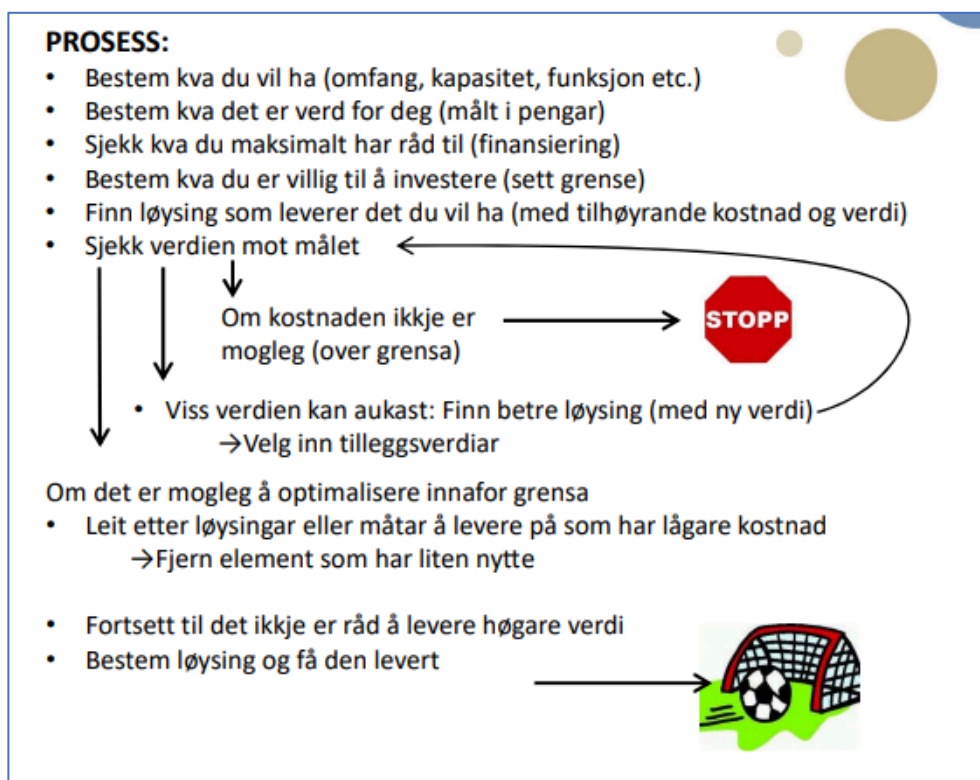 PROSESS:
• Bestem kva du vil ha (omfang, kapasitet, funksjon etc.)
• Bestem kva det er verd for deg (målt i pengar)
• Sjekk kva du maksimalt har råd til (finansiering)
• Bestem kva du er villig til å investere (sett grense)
• Finn løysing som leverer det du vil ha (med tilhøyrande kostnad og verdi)
• Sjekk verdien mot målet
Om kostnaden ikkje er
mogleg (over grensa)
STOPP
• Viss verdien kan aukast: Finn betre løysing (med ny verdi)
→Velg inn tilleggsverdiar
Om det er mogleg å optimalisere innafor grensa
• Leit etter løysingar eller måtar å levere på som har lågare kostnad
→Fjern element som har liten nytte
• Fortsett til det ikkje er råd å levere høgare verdi
• Bestem løysing og få den levert